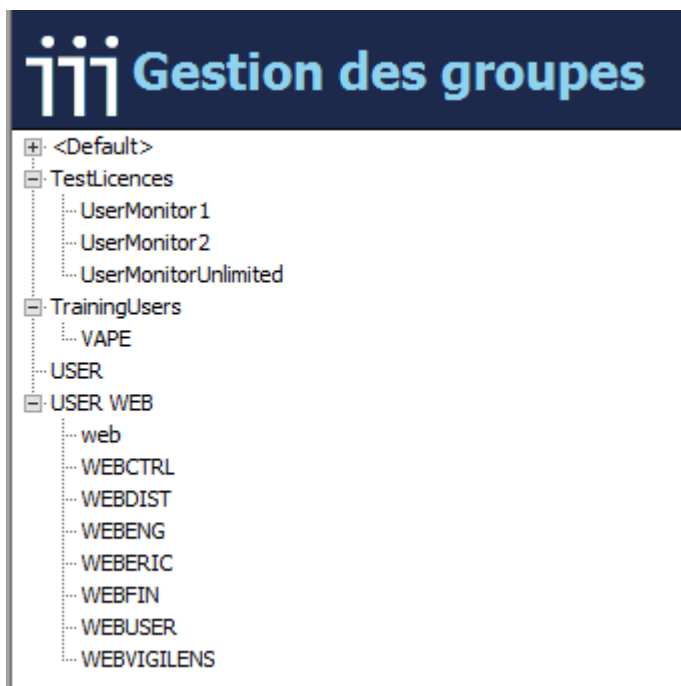 Gestion des groupes
<Default>
TestLicences
UserMonitor1
UserMonitor2
UserMonitorUnlimited
TrainingUsers
VAPE
USER
USER WEB
web
WEBCTRL
WEBDIST
WEBENG
WEBERIC
WEBFIN
WEBUSER
WEBVIGILENS